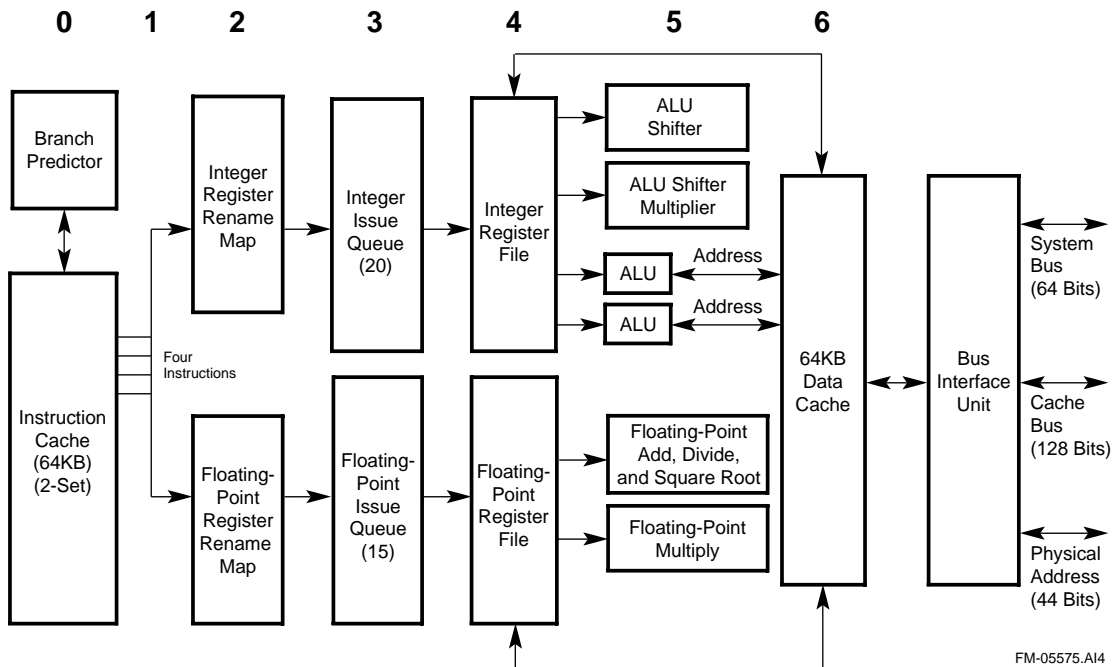 0 1 2 3 4 5 6
Branch
Predictor
Instruction
Cache
(64KB)
(2-Set)
Four
Instructions
Integer
Register
Rename
Map
Floating-
Point
Register
Rename
Map
Integer
Issue
Queue
(20)
Floating-
Point
Issue
Queue
(15)
Integer
Register
File
Floating-
Point
Register
File
ALU
Shifter
ALU Shifter
Multiplier
ALU
Address
ALU
Address
Floating-Point
Add, Divide,
and Square Root
Floating-Point
Multiply
64KB
Data
Cache
Bus
Interface
Unit
System
Bus
(64 Bits)
Cache
Bus
(128 Bits)
Physical
Address
(44 Bits)
FM-05575.AI4